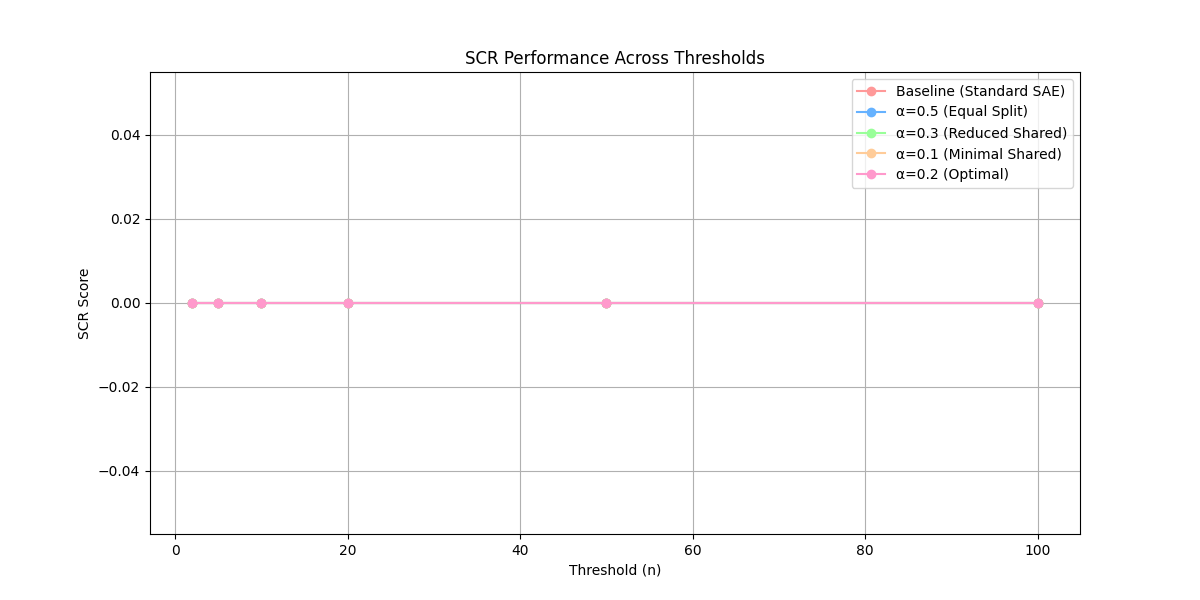 SCR Performance Across Thresholds
Baseline (Standard SAE)
α=0.5 (Equal Split)
α=0.3 (Reduced Shared)
α=0.1 (Minimal Shared)
α=0.2 (Optimal)
SCR Score
0.04
0.02
0.00
−0.02
−0.04
0 20 40 60 80 100
Threshold (n)